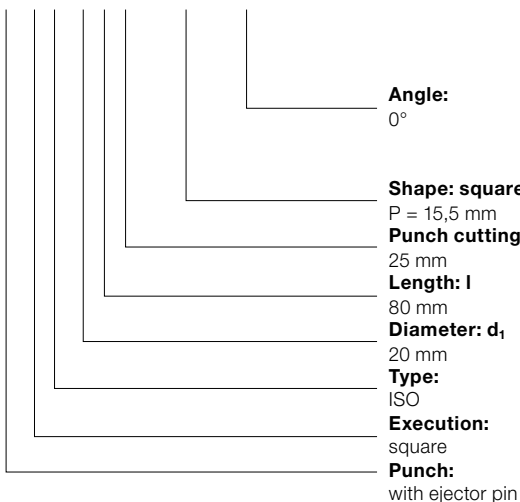 Angle:
0°
Shape: square
P = 15,5 mm
Punch cutting
25 mm
Length: l
80 mm
Diameter: d₁
20 mm
Type:
ISO
Execution:
square
Punch:
with ejector pin